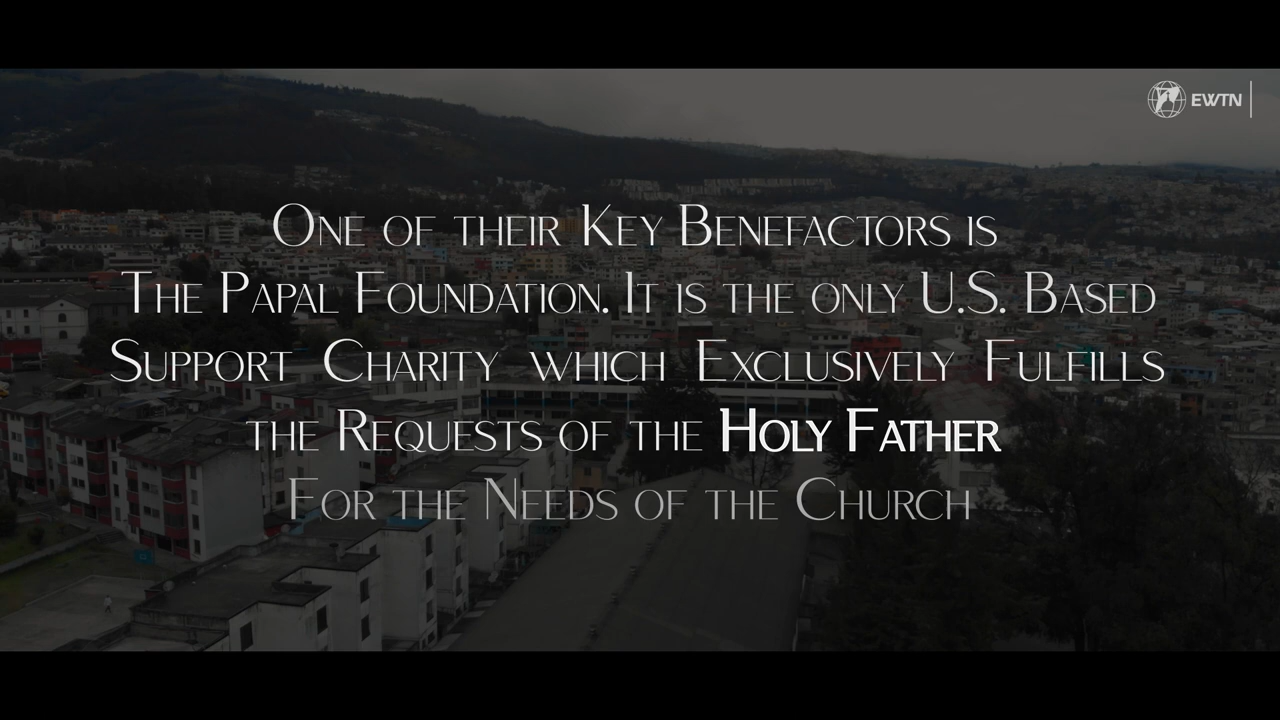 EWTN
One of their Key Benefactors is
The Papal Foundation. It is the only U.S. Based
Support Charity which Exclusively Fulfills
the Requests of the Holy Father
For the Needs of the Church